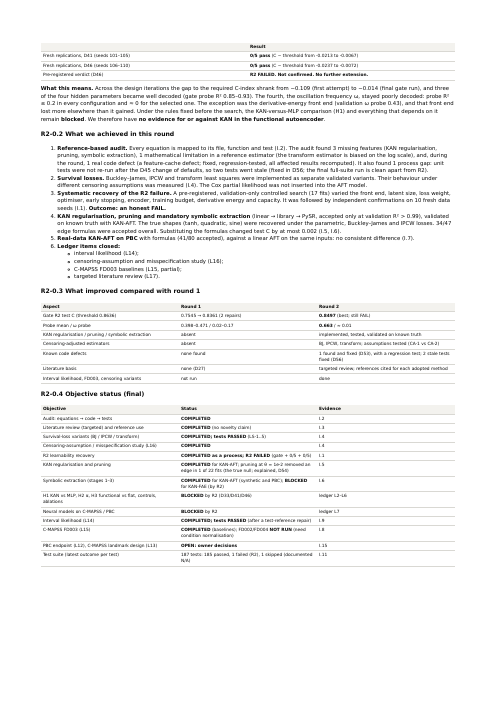 Result
Fresh replications, D41 (seeds 101–105) 0/5 pass (C − threshold from -0.0213 to -0.0067)
Fresh replications, D46 (seeds 106–110) 0/5 pass (C − threshold from -0.0237 to -0.0072)
Pre-registered verdict (D46) R2 FAILED. Not confirmed. No further extension.
What this means. Across the design iterations the gap to the required C-index shrank from −0.109 (first attempt) to −0.014 (final gate run), and three
of the four hidden parameters became well decoded (gate probe R² 0.85–0.93). The fourth, the oscillation frequency ω, stayed poorly decoded: probe R²
≤ 0.2 in every configuration and ≈ 0 for the selected one. The exception was the derivative-energy front end (validation ω probe 0.43), and that front end
lost more elsewhere than it gained. Under the rules fixed before the search, the KAN-versus-MLP comparison (H1) and everything that depends on it
remain blocked. Outcome: an honest FAIL. We therefore have no evidence for or against KAN in the functional autoencoder.
R2-0.2 What we achieved in this round
1. Reference-audit. Every equation is mapped to its file, function and test (I.2). The audit found 3 missing features (KAN regularisation,
pruning, symbolic extraction), 1 mathematical limitation in a reference estimator (the transform estimator is biased on the log scale), and, during
the round, 1 real code defect (a feature-cache defect; fixed, regression-tested, all affected results recomputed). It also found 1 process gap: unit
tests were not re-run after the D45 change of defaults, so two tests went stale (fixed in D56; the final full-suite run is clean apart from R2).
2. Survival losses. Buckley–James, IPCW and transform least squares were implemented as separate validated variants. Their behaviour under
different censoring assumptions was measured (I.4). The Cox partial likelihood was not inserted into the AFT model.
3. Systematic recovery of the R2 failure. A pre-registered, validation-only controlled search (17 fits) varied the front end, latent size, loss weight,
optimiser, early stopping, encoder, training budget, derivative energy and capacity. It was followed by independent confirmations on 10 fresh data
seeds (I.1). Outcome: an honest FAIL.
4. KAN regularisation, pruning and mandatory symbolic extraction (linear → library → PySR, accepted only at validation R² > 0.99), validated
on known truth with KAN-AFT. The true shapes (tanh, quadratic, sine) were recovered under the parametric, Buckley–James and IPCW losses. 34/47
edge formulas were accepted overall. Substituting the formulas changed test C by at most 0.002 (I.5, I.6).
5. Real-data KAN-AFT on PBC with formulas (41/80 accepted), against a linear AFT on the same inputs: no consistent difference (I.7).
6. Ledger items closed:
interval likelihood (L14);
censoring-assumption and misspecification study (L16);
C-MAPSS FD003 baselines (L15, partial);
targeted literature review (L17).
R2-0.3 What improved compared with round 1
Aspect Round 1 Round 2
Gate R2 test C (threshold 0.8636) 0.7545 → 0.8361 (2 repairs) 0.8497 (best; still FAIL)
Probe mean / ω probe 0.398–0.471 / 0.02–0.17 0.663 / ≈ 0.01
KAN regularisation / pruning / symbolic extraction absent implemented, tested, validated on known truth
Censoring-adjusted estimators absent BJ, IPCW, transform; assumptions tested (CA-1 vs CA-2)
Known code defects none found 1 found and fixed (D53), with a regression test; 2 stale tests
fixed (D56)
Literature basis none (D27) targeted review, references cited for each adopted method
Interval likelihood; FD003, censoring variants not run done
R2-0.4 Objective status (final)
Objective Status Evidence
Audit: equations → code → tests COMPLETED I.2
Literature review (targeted) and reference use COMPLETED (no novelty claim) I.3
Survival-loss variants (BJ / IPCW / transform) COMPLETED; tests PASSED (LS-1..5) I.4
Censoring-assumption / misspecification study (L16) COMPLETED I.4
R2 learnability recovery COMPLETED as a process; R2 FAILED (gate + 0/5 + 0/5) I.1
KAN regularisation and pruning COMPLETED for KAN-AFT; pruning at θ = 1e-2 removed an
edge in 1 of 22 fits (the true null; explained, D54) I.5
Symbolic extraction (stages 1–3) COMPLETED for KAN-AFT (synthetic and PBC); BLOCKED
for KAN-FAE (by R2) I.6
H1 KAN vs MLP, H2 u, H3 functional vs flat, controls,
ablations BLOCKED by R2 (D33/D41/D46) ledger L2–L6
Neural models on C-MAPSS / PBC BLOCKED by R2 ledger L7
Interval likelihood (L14) COMPLETED; tests PASSED (after a test-reference repair) I.9
C-MAPSS FD003 (L15) COMPLETED (baselines); FD002/FD004 NOT RUN (need
condition normalisation) I.8
PBC endpoint (L12), C-MAPSS landmark design (L13) OPEN: owner decisions I.15
Test suite (latest outcome per test) 187 tests: 185 passed, 1 failed (R2), 1 skipped (documented
N/A) I.11